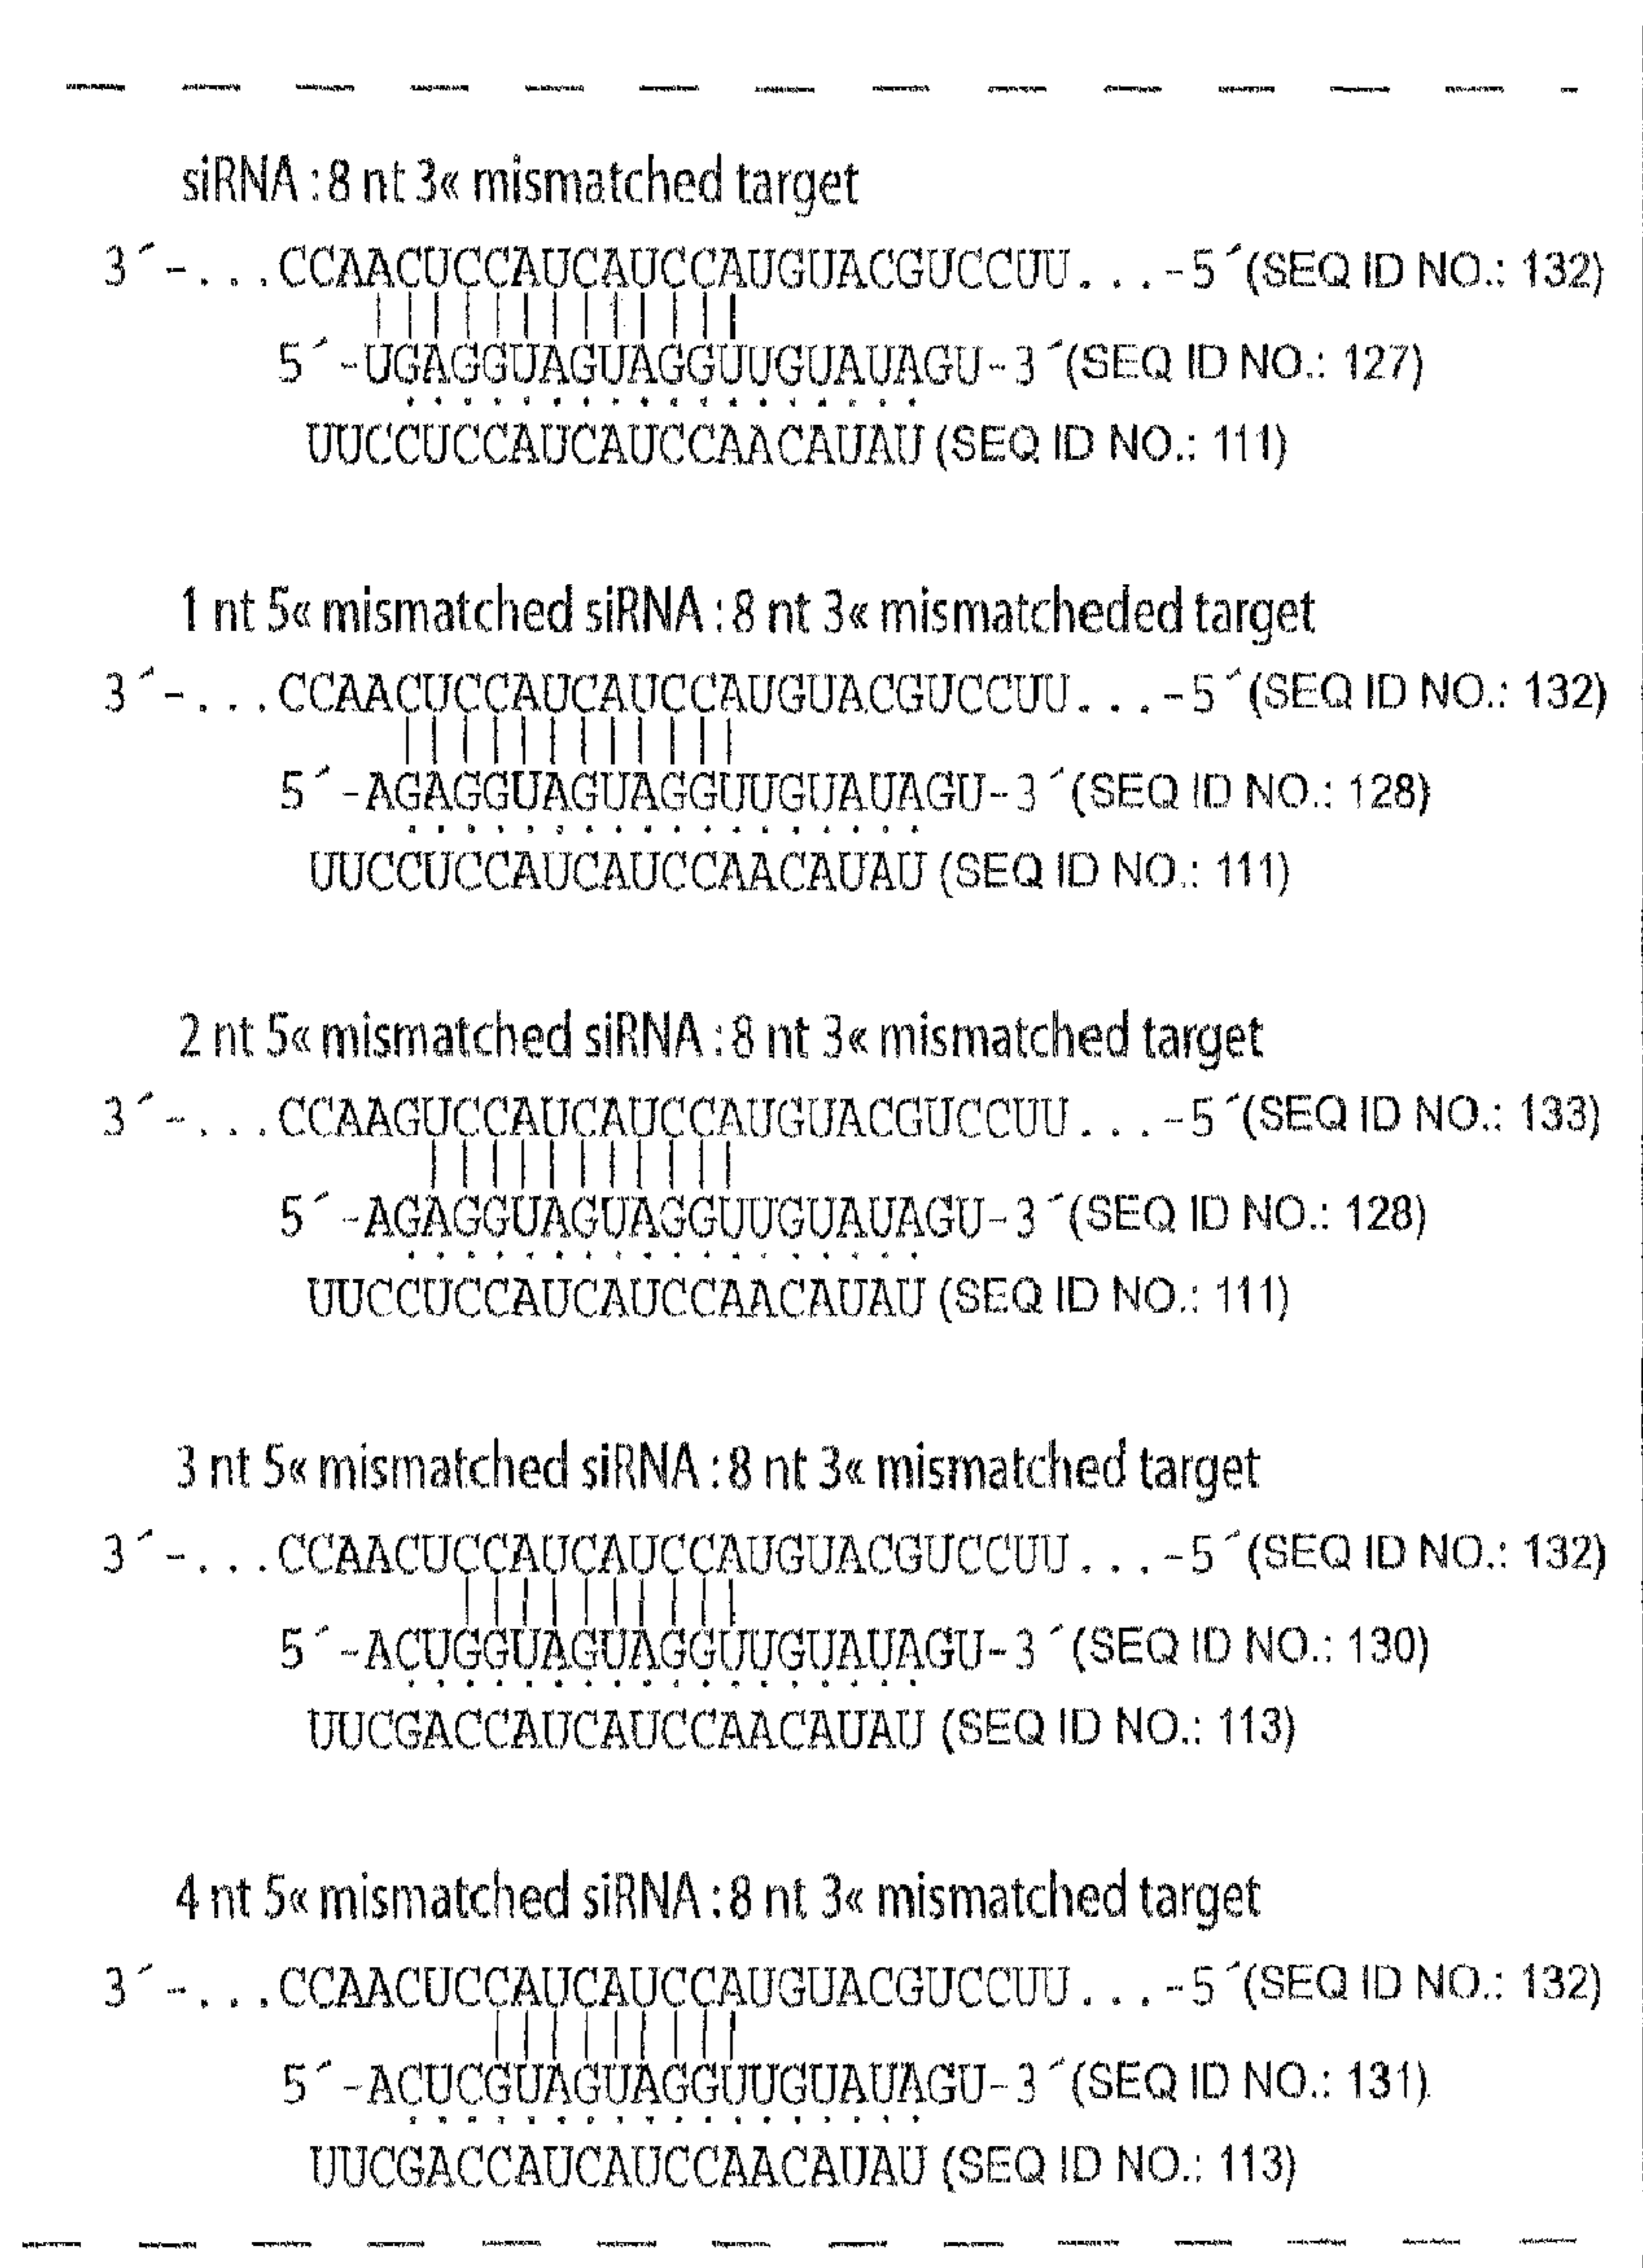 siRNA : 8 nt 3« mismatched target
3´-...CCAACUCCAUCAUCCAUGUACGUCCUU...-5´(SEQ ID NO.: 132)
5´-UGAGGUAGUAGGUUGUAUAGU-3´(SEQ ID NO.: 127)
UUCCUCCAUCAUCCAACAUAU (SEQ ID NO.: 111)
1 nt 5« mismatched siRNA : 8 nt 3« mismatcheded target
3´-...CCAACUCCAUCAUCCAUGUACGUCCUU...-5´(SEQ ID NO.: 132)
5´-AGAGGUAGUAGGUUGUAUAGU-3´(SEQ ID NO.: 128)
UUCCUCCAUCAUCCAACAUAU (SEQ ID NO.: 111)
2 nt 5« mismatched siRNA : 8 nt 3« mismatched target
3´-...CCAAGUCCAUCAUCCAUGUACGUCCUU...-5´(SEQ ID NO.: 133)
5´-AGAGGUAGUAGGUUGUAUAGU-3´(SEQ ID NO.: 128)
UUCCUCCAUCAUCCAACAUAU (SEQ ID NO.: 111)
3 nt 5« mismatched siRNA : 8 nt 3« mismatched target
3´-...CCAACUCCAUCAUCCAUGUACGUCCUU...-5´(SEQ ID NO.: 132)
5´-ACUGGUAGUAGGUUGUAUAGU-3´(SEQ ID NO.: 130)
UUCGACCAUCAUCCAACAUAU (SEQ ID NO.: 113)
4 nt 5« mismatched siRNA : 8 nt 3« mismatched target
3´-...CCAACUCCAUCAUCCAUGUACGUCCUU...-5´(SEQ ID NO.: 132)
5´-ACUCGUAGUAGGUUGUAUAGU-3´(SEQ ID NO.: 131)
UUCGACCAUCAUCCAACAUAU (SEQ ID NO.: 113)